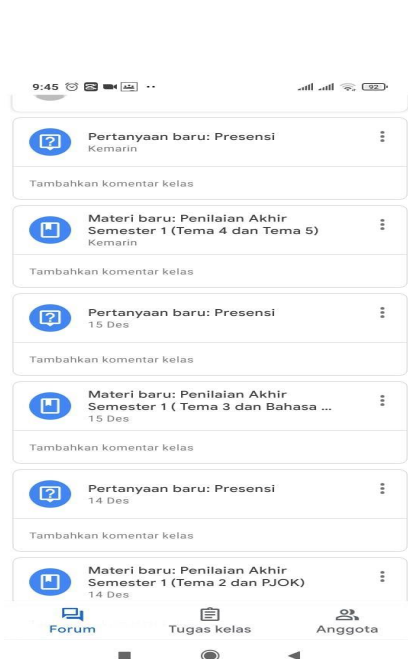 9:45
92
Pertanyaan baru: Presensi
Kemarin
Tambahkan komentar kelas
Materi baru: Penilaian Akhir
Semester 1 (Tema 4 dan Tema 5)
Kemarin
Tambahkan komentar kelas
Pertanyaan baru: Presensi
15 Des
Tambahkan komentar kelas
Materi baru: Penilaian Akhir
Semester 1 ( Tema 3 dan Bahasa ...
15 Des
Tambahkan komentar kelas
Pertanyaan baru: Presensi
14 Des
Tambahkan komentar kelas
Materi baru: Penilaian Akhir
Semester 1 (Tema 2 dan PJOK)
14 Des
Forum Tugas kelas Anggota